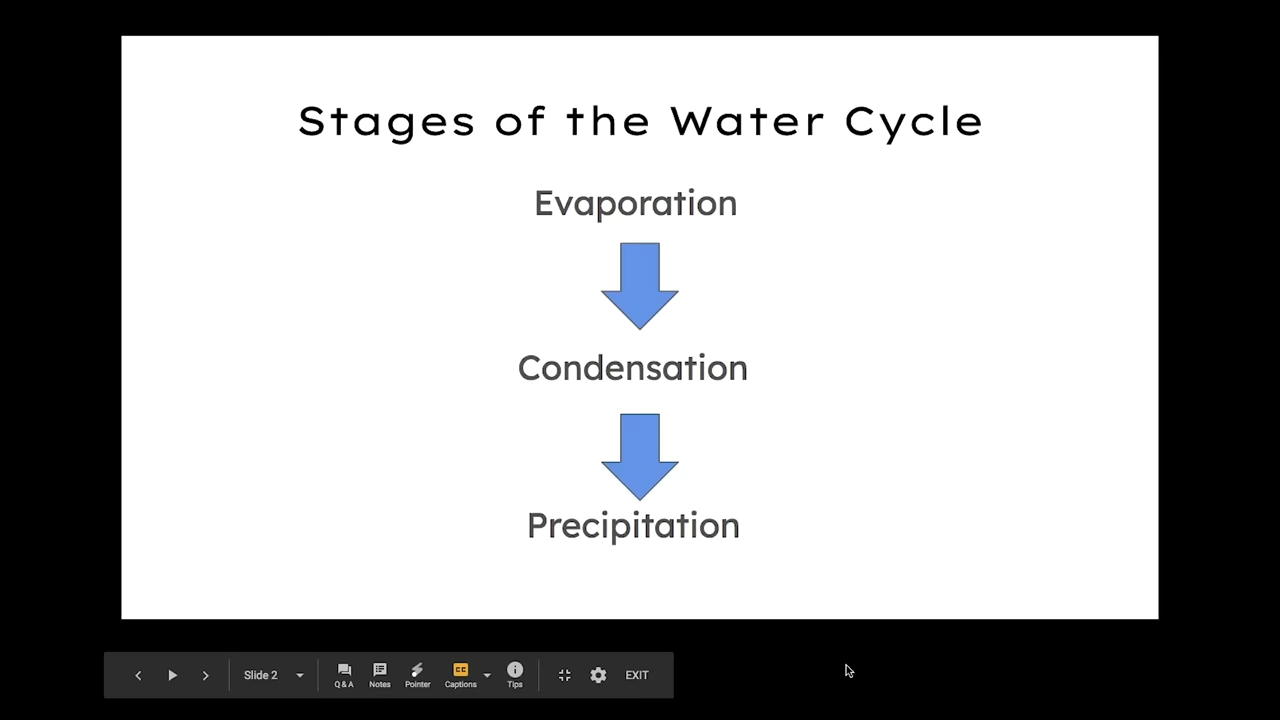 Stages of the Water Cycle
Evaporation
Condensation
Precipitation
Slide 2
Q & A
Notes
Pointer
CC
Captions
Tips
EXIT